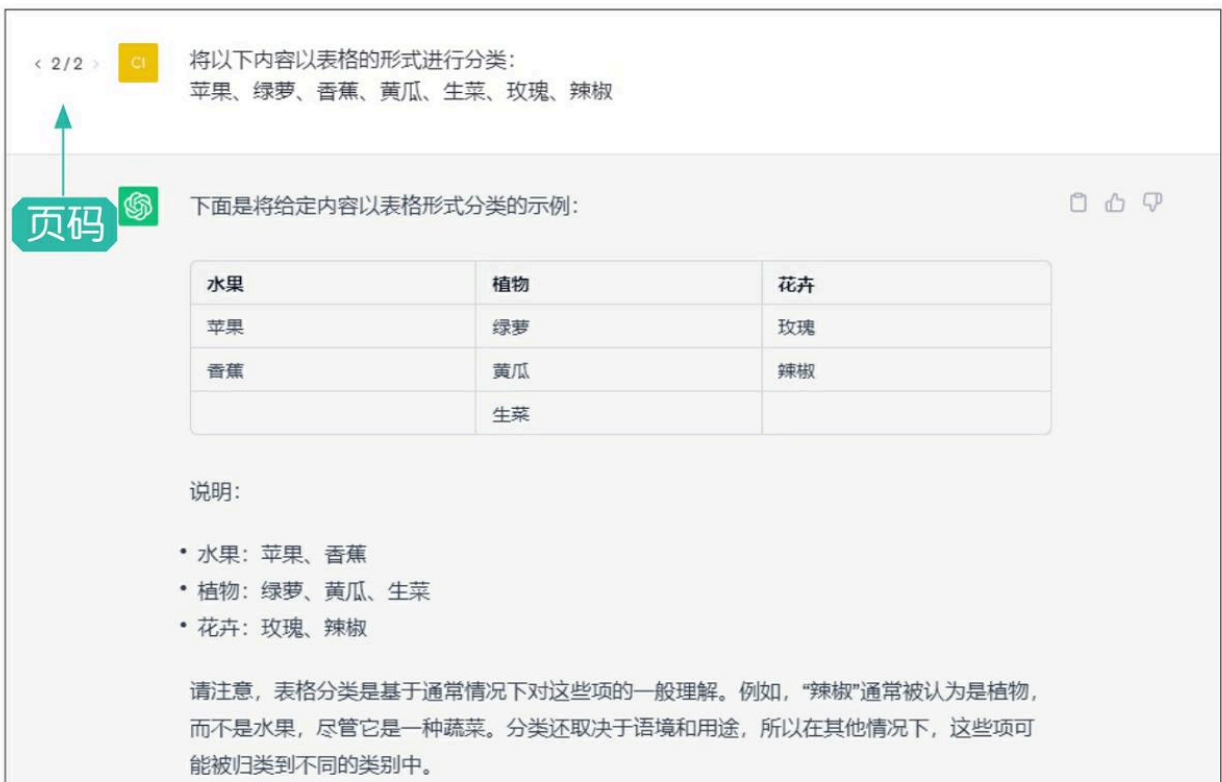 < 2/2 >
CI
将以下内容以表格的形式进行分类：
苹果、绿萝、香蕉、黄瓜、生菜、玫瑰、辣椒
页码
下面是将给定内容以表格形式分类的示例：
水果 植物 花卉
苹果 绿萝 玫瑰
香蕉 黄瓜 辣椒
生菜
说明：
• 水果：苹果、香蕉
• 植物：绿萝、黄瓜、生菜
• 花卉：玫瑰、辣椒
请注意，表格分类是基于通常情况下对这些项的一般理解。例如，“辣椒”通常被认为是植物，
而不是水果，尽管它是一种蔬菜。分类还取决于语境和用途，所以在其他情况下，这些项可
能被归类到不同的类别中。